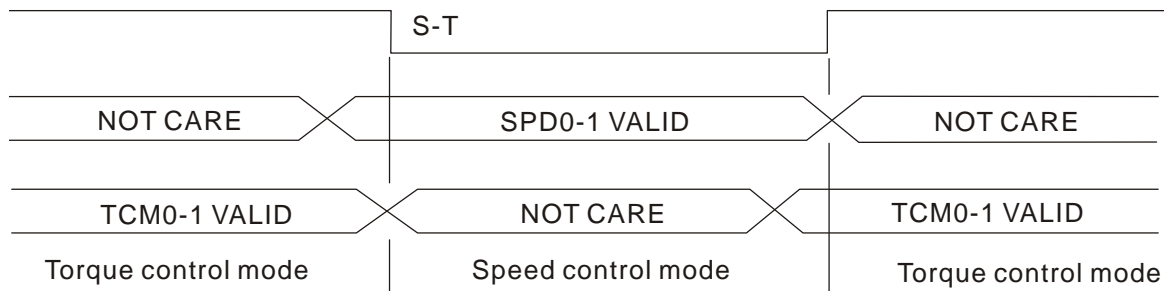 S-T
NOT CARE SPD0-1 VALID NOT CARE
TCM0-1 VALID NOT CARE TCM0-1 VALID
Torque control mode Speed control mode Torque control mode